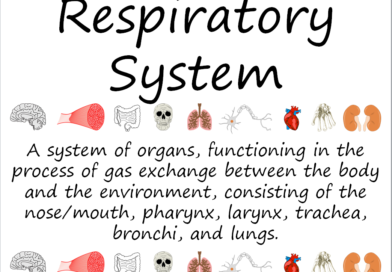 Respiratory
System
A system of organs, functioning in the
process of gas exchange between the body
and the environment, consisting of the
nose/mouth, pharynx, larynx, trachea,
bronchi, and lungs.